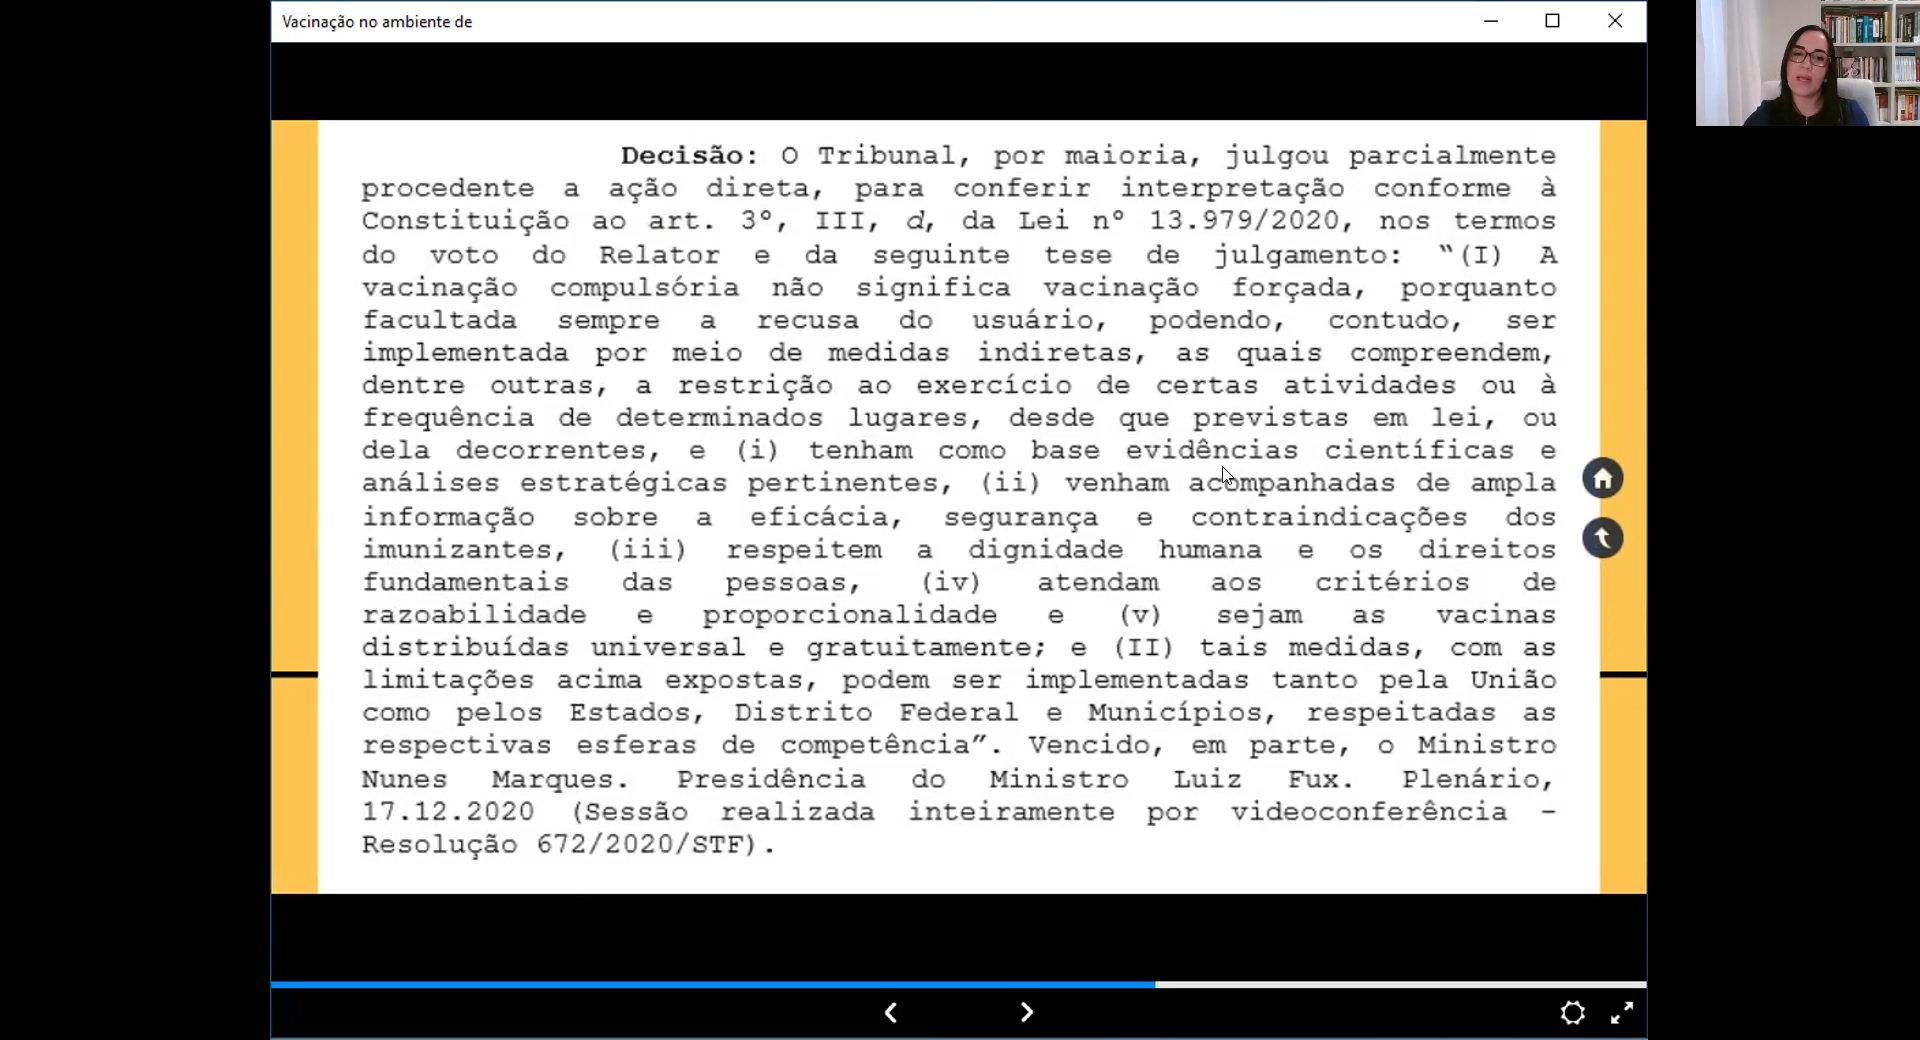 Vacinação no ambiente de
Decisão: O Tribunal, por maioria, julgou parcialmente
procedente a ação direta, para conferir interpretação conforme à
Constituição ao art. 3º, III, d, da Lei nº 13.979/2020, nos termos
do voto do Relator e da seguinte tese de julgamento: “(I) A
vacinação compulsória não significa vacinação forçada, porquanto
facultada sempre a recusa do usuário, podendo, contudo, ser
implementada por meio de medidas indiretas, as quais compreendem,
dentre outras, a restrição ao exercício de certas atividades ou à
frequência de determinados lugares, desde que previstas em lei, ou
dela decorrentes, e (i) tenham como base evidências científicas e
análises estratégicas pertinentes, (ii) venham acompanhadas de ampla
informação sobre a eficácia, segurança e contraindicações dos
imunizantes, (iii) respeitem a dignidade humana e os direitos
fundamentais das pessoas, (iv) atendam aos critérios de
razoabilidade e proporcionalidade e (v) sejam as vacinas
distribuídas universal e gratuitamente; e (II) tais medidas, com as
limitações acima expostas, podem ser implementadas tanto pela União
como pelos Estados, Distrito Federal e Municípios, respeitadas as
respectivas esferas de competência”. Vencido, em parte, o Ministro
Nunes Marques. Presidência do Ministro Luiz Fux. Plenário,
17.12.2020 (Sessão realizada inteiramente por videoconferência –
Resolução 672/2020/STF).